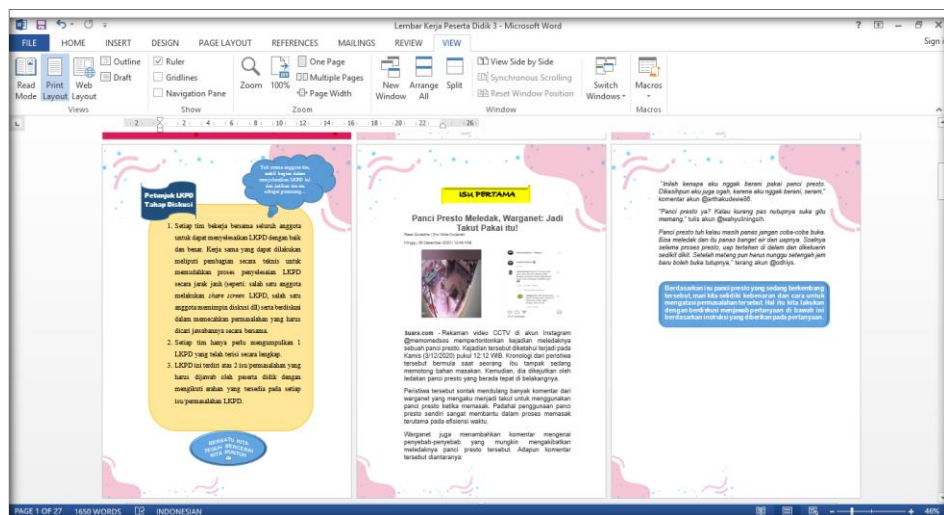 Lembar Kerja Peserta Didik 3 - Microsoft Word
Sign i
FILE HOME INSERT DESIGN PAGE LAYOUT REFERENCES MAILINGS REVIEW VIEW
Read Mode
Print Layout
Web Layout
Outline
Draft
Views
Ruler
Gridlines
Navigation Pane
Show
Zoom
100%
One Page
Multiple Pages
Page Width
Zoom
New Window
Arrange All
Split
View Side by Side
Synchronous Scrolling
Reset Window Position
Window
Switch Windows
Macros
Macros
Petunjuk LKPD
Tahap Diskusi
1. Setiap tim bekerja bersama seluruh anggota
untuk dapat menyelesaikan LKPD dengan baik
dan benar. Kerja sama yang dapat dilakukan
meliputi pembagian secara teknis untuk
memudahkan proses penyelesaian LKPD
secara jarak jauh (seperti: salah satu anggota
melakukan share screen LKPD, salah satu
anggota memimpin diskusi dll) serta berdiskusi
dalam memecahkan permasalahan yang harus
dicari jawabannya secara bersama.
2. Setiap tim hanya perlu mengumpulkan 1
LKPD yang telah terisi secara lengkap.
3. LKPD ini terdiri atas 2 isu/permasalahan yang
harus dijawab oleh peserta didik dengan
mengikuti arahan yang tersedia pada setiap
isu/permasalahan LKPD.
BERSATU KITA
TEGUH BERCERAI
KITA RUNTUH
ISU PERTAMA
Panci Presto Meledak, Warganet: Jadi
Takut Pakai itu!
suara.com - Rekaman video CCTV di akun Instagram
@memomedsos mempertontonkan kejadian meledaknya
sebuah panci presto. Kejadian tersebut diketahui terjadi pada
Kamis (3/12/2020) pukul 12:12 WIB. Kronologi dari peristiwa
tersebut bermula saat seorang ibu tampak sedang
memotong bahan masakan. Kemudian, dia dikejutkan oleh
ledakan panci presto yang berada tepat di belakangnya.
Peristiwa tersebut sontak mendulang banyak komentar dari
warganet yang mengaku menjadi takut untuk menggunakan
panci presto ketika memasak. Padahal penggunaan panci
presto sendiri sangat membantu dalam proses memasak
terutama pada efisiensi waktu.
Warganet juga menambahkan komentar mengenai
penyebab-penyebab yang mungkin mengakibatkan
meledaknya panci presto tersebut. Adapun komentar
tersebut diantaranya:
"Inilah kenapa aku nggak berani pakai panci presto.
Dikasihpun aku juga ogah, karena aku nggak berani, seram,"
komentar akun @erthakudewie86.
"Panci presto ya? Kalau kurang pas nutupnya suka gitu
memang," tulis akun @wahyuliningsih.
Panci presto tuh kalau masih panas jangan coba-coba buka.
Bisa meledak dan itu panas banget air dan uapnya. Soalnya
selama proses presto, uap tertahan di dalam dan dikeluarin
sedikit dikit. Setelah mateng pun harus nunggu setengah jam
baru boleh buka tutupnya," terang akun @odhiys.
Berdasarkan isu panci presto yang sedang berkembang
tersebut, mari kita selidiki kebenaran dan cara untuk
mengatasi permasalahan tersebut. Hal itu kita lakukan
dengan berdiskusi menjawab pertanyaan di bawah ini
berdasarkan instruksi yang diberikan pada pertanyaan.
PAGE 1 OF 27 1650 WORDS INDONESIAN
46%